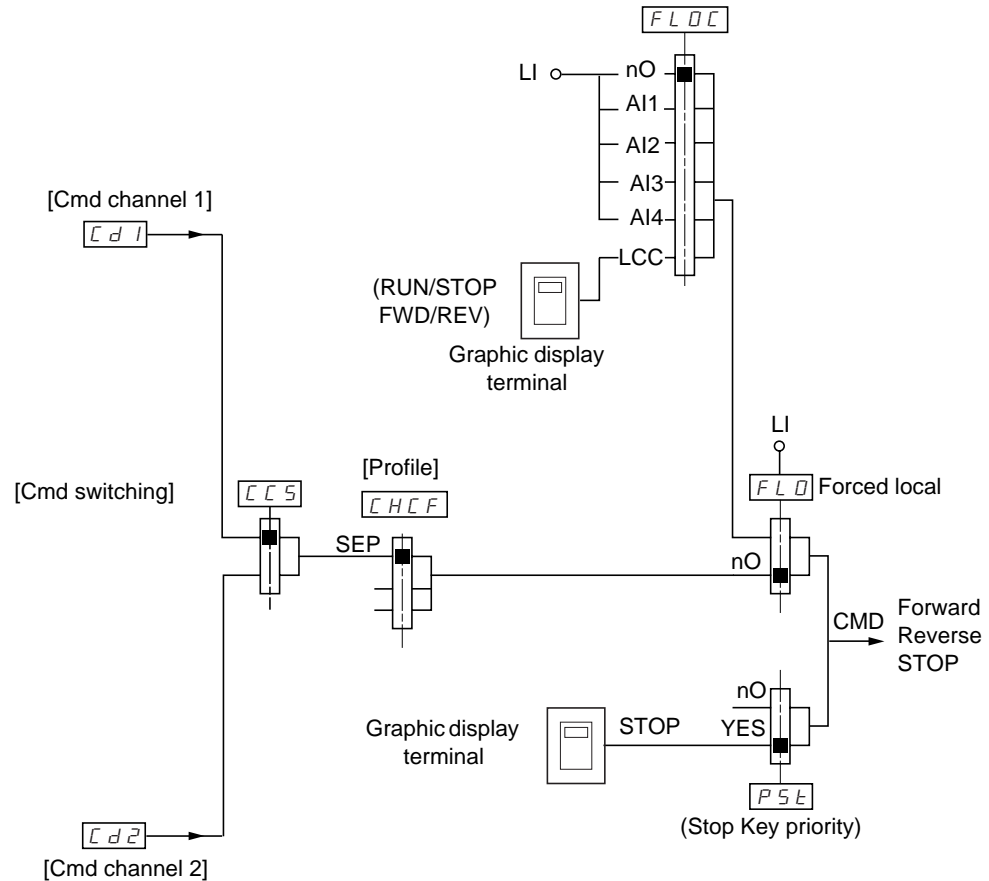 FLOC
LI
nO
AI1
AI2
AI3
AI4
LCC
(RUN/STOP
FWD/REV)
Graphic display
terminal
[Cmd channel 1]
Cd1
[Cmd switching]
CCS
SEP
[Profile]
CHCF
LI
FLO
Forced local
nO
CMD
Forward
Reverse
STOP
nO
YES
Graphic display
terminal
STOP
PSt
(Stop Key priority)
Cd2
[Cmd channel 2]